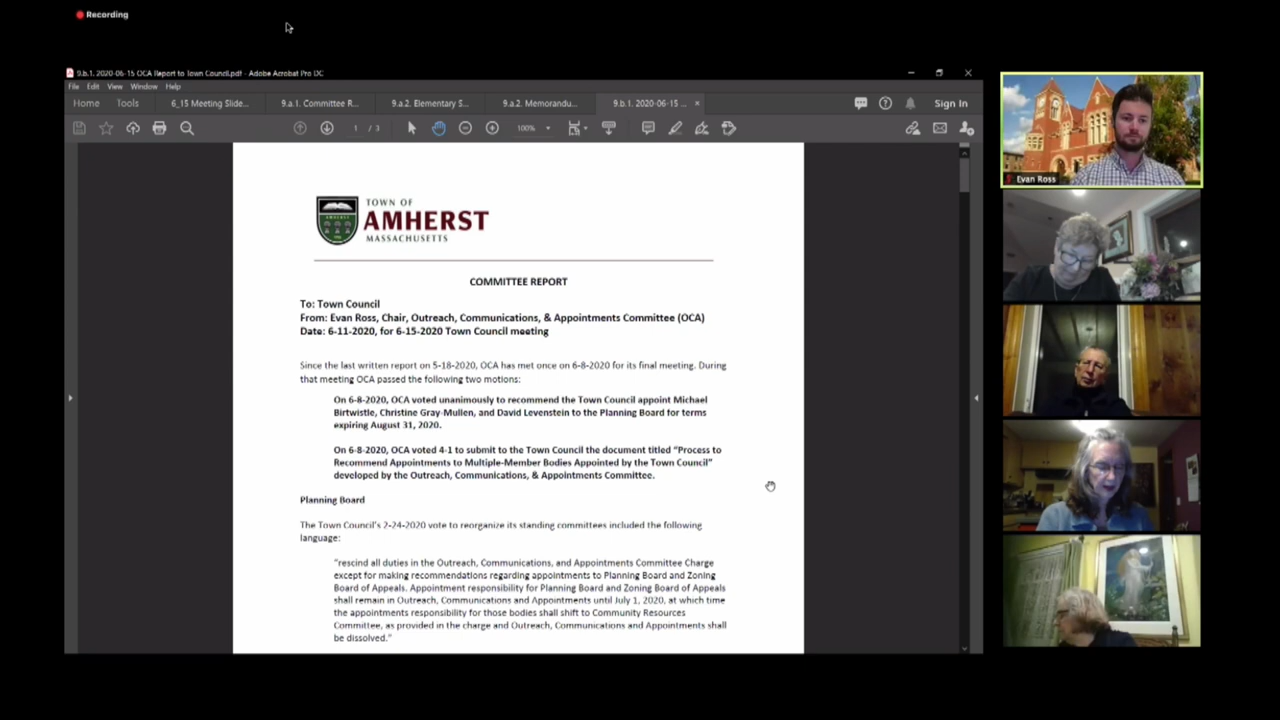 Recording
9.b.1. 2020-06-15 OCA Report to Town Council.pdf - Adobe Acrobat Pro DC
File Edit View Window Help
Home Tools 6_15 Meeting Slide... 9.a.1. Committee R... 9.a.2. Elementary S... 9.a.2. Memorandu... 9.b.1. 2020-06-15 ... × Sign In
1 / 3 100%
TOWN OF
AMHERST
MASSACHUSETTS
COMMITTEE REPORT
To: Town Council
From: Evan Ross, Chair, Outreach, Communications, & Appointments Committee (OCA)
Date: 6-11-2020, for 6-15-2020 Town Council meeting
Since the last written report on 5-18-2020, OCA has met once on 6-8-2020 for its final meeting. During
that meeting OCA passed the following two motions:
On 6-8-2020, OCA voted unanimously to recommend the Town Council appoint Michael
Birtwistle, Christine Gray-Mullen, and David Levenstein to the Planning Board for terms
expiring August 31, 2020.
On 6-8-2020, OCA voted 4-1 to submit to the Town Council the document titled “Process to
Recommend Appointments to Multiple-Member Bodies Appointed by the Town Council”
developed by the Outreach, Communications, & Appointments Committee.
Planning Board
The Town Council's 2-24-2020 vote to reorganize its standing committees included the following
language:
“rescind all duties in the Outreach, Communications, and Appointments Committee Charge
except for making recommendations regarding appointments to Planning Board and Zoning
Board of Appeals. Appointment responsibility for Planning Board and Zoning Board of Appeals
shall remain in Outreach, Communications and Appointments until July 1, 2020, at which time
the appointments responsibility for those bodies shall shift to Community Resources
Committee, as provided in the charge and Outreach, Communications and Appointments shall
be dissolved.”
Evan Ross